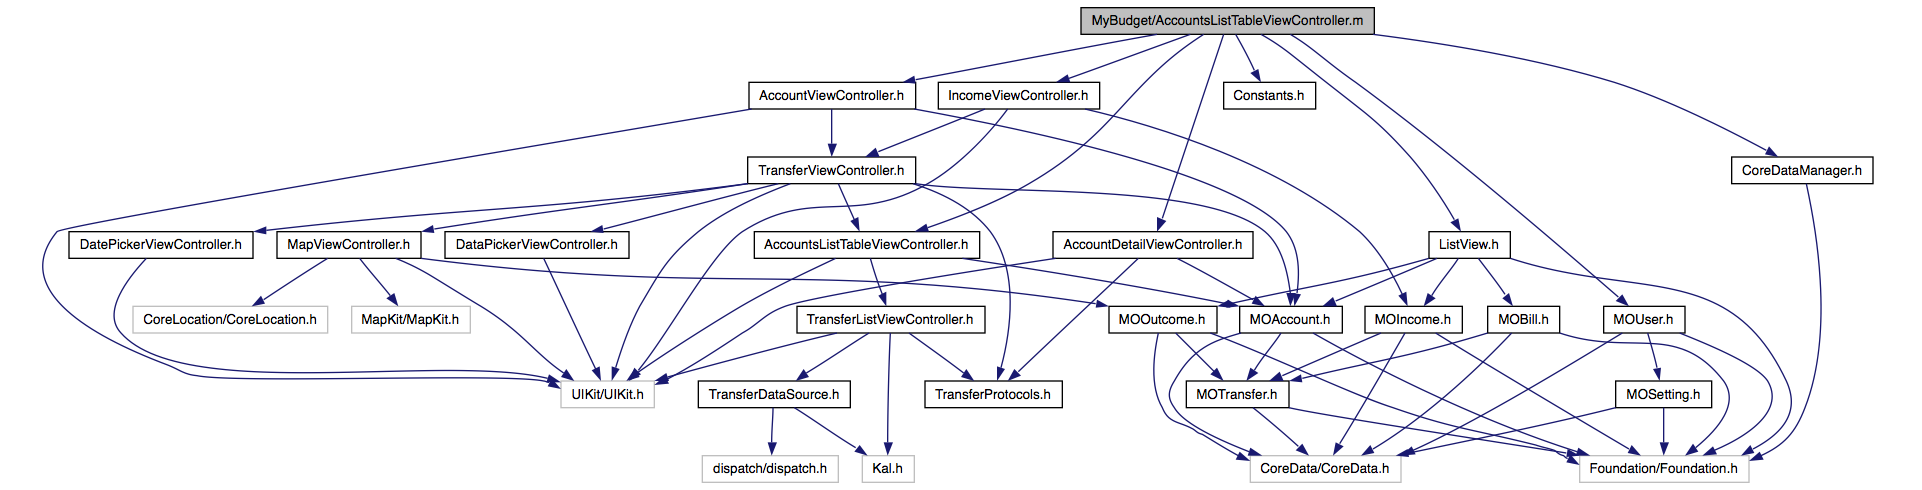 MyBudget/AccountsListTableViewController.m
AccountViewController.h
IncomeViewController.h
Constants.h
TransferViewController.h
CoreDataManager.h
DatePickerViewController.h
MapViewController.h
DataPickerViewController.h
AccountsListTableViewController.h
AccountDetailViewController.h
ListView.h
CoreLocation/CoreLocation.h
MapKit/MapKit.h
TransferListViewController.h
MOOutcome.h
MOAccount.h
MOIncome.h
MOBill.h
MOUser.h
UIKit/UIKit.h
TransferDataSource.h
TransferProtocols.h
MOTransfer.h
MOSetting.h
dispatch/dispatch.h
Kal.h
CoreData/CoreData.h
Foundation/Foundation.h